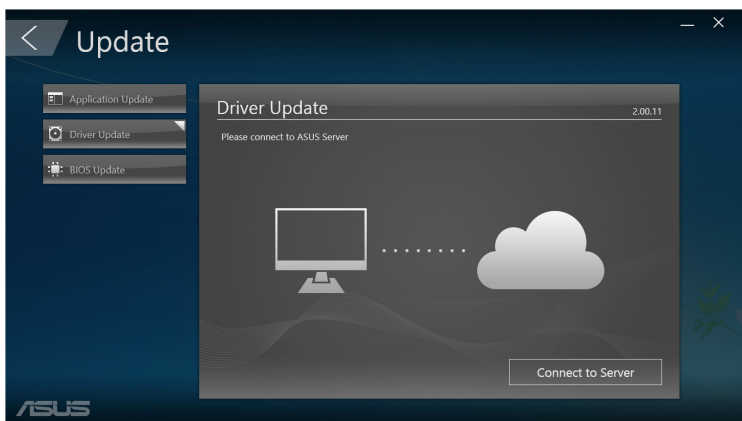 Update
Application Update
Driver Update
BIOS Update
Driver Update
2.00.11
Please connect to ASUS Server
Connect to Server
ASUS